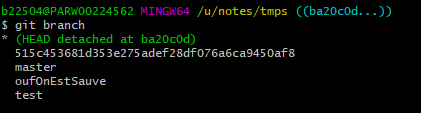 b22504@PARW00224562 MINGW64 /u/notes/tmps ((ba20c0d...))
$ git branch
* (HEAD detached at ba20c0d)
515c453681d353e275adef28df076a6ca9450af8
master
oufOnEstSauve
test